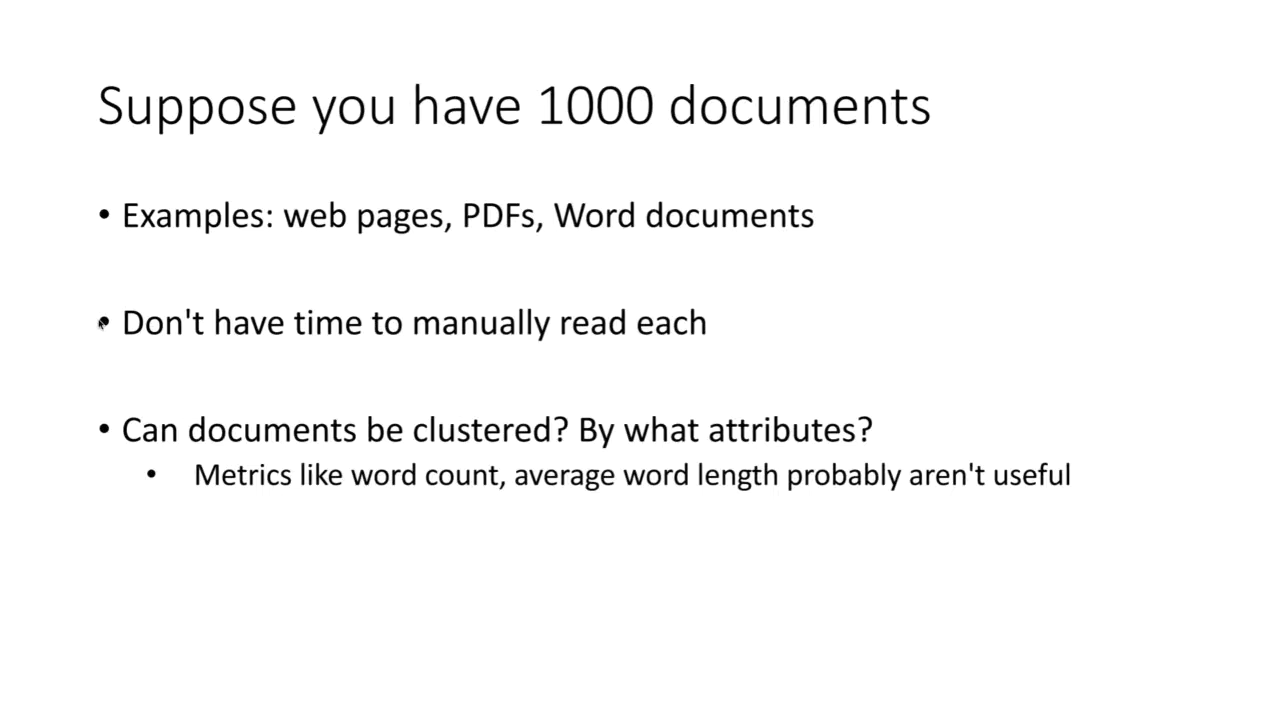 Suppose you have 1000 documents
• Examples: web pages, PDFs, Word documents
• Don't have time to manually read each
• Can documents be clustered? By what attributes?
• Metrics like word count, average word length probably aren't useful